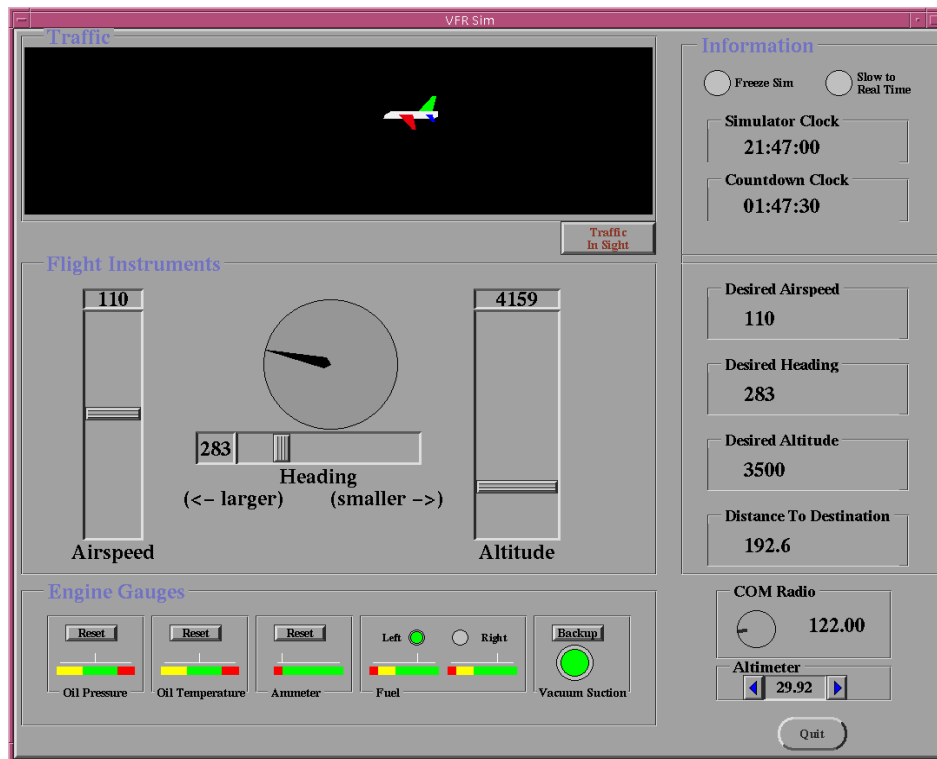 VFR Sim
Traffic
Traffic
In Sight
Information
Freeze Sim
Slow to
Real Time
Simulator Clock
21:47:00
Countdown Clock
01:47:30
Flight Instruments
110
Airspeed
283
Heading
(<– larger) (smaller –>)
4159
Altitude
Desired Airspeed
110
Desired Heading
283
Desired Altitude
3500
Distance To Destination
192.6
Engine Gauges
Reset
Oil Pressure
Reset
Oil Temperature
Reset
Ammeter
Left Right
Fuel
Backup
Vacuum Suction
COM Radio
122.00
Altimeter
29.92
Quit